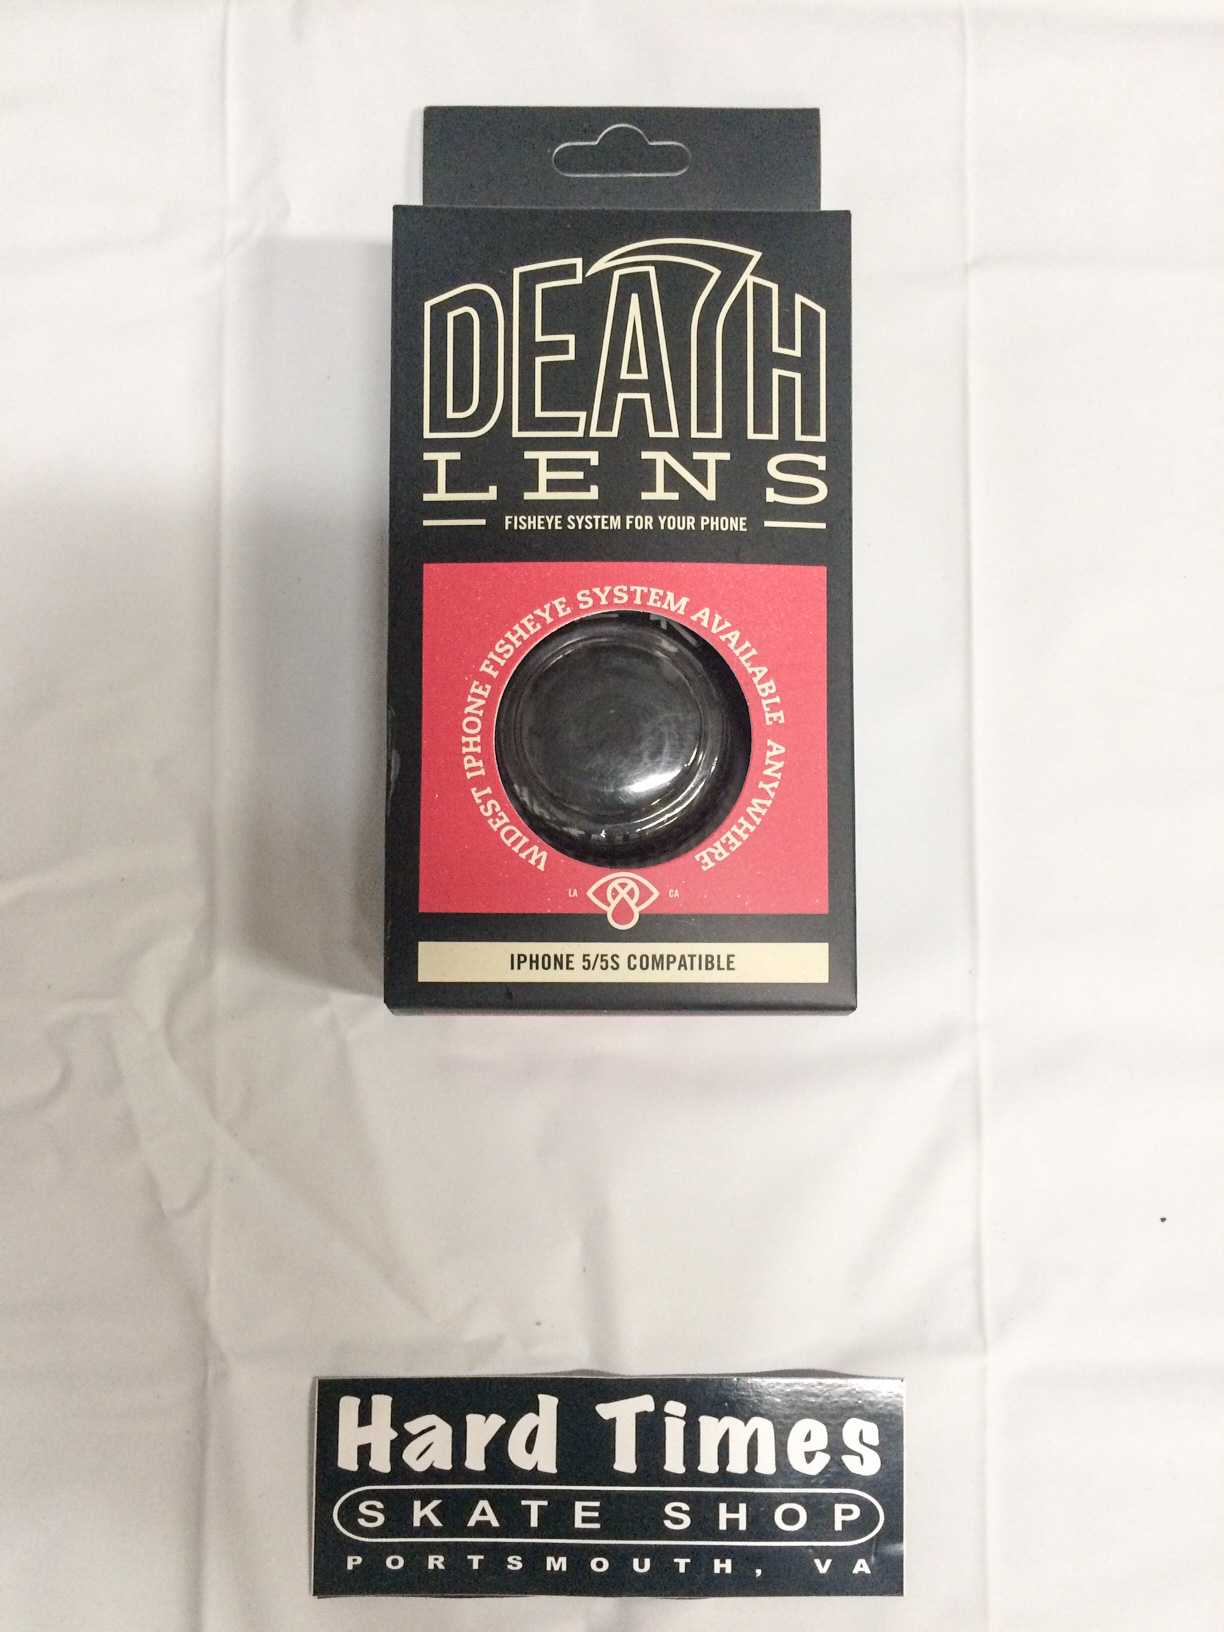 DEATH
LENS
FISHEYE SYSTEM FOR YOUR PHONE
WIDEST IPHONE FISHEYE SYSTEM AVAILABLE ANYWHERE
LA CA
IPHONE 5/5S COMPATIBLE
Hard Times
SKATE SHOP
PORTSMOUTH, VA